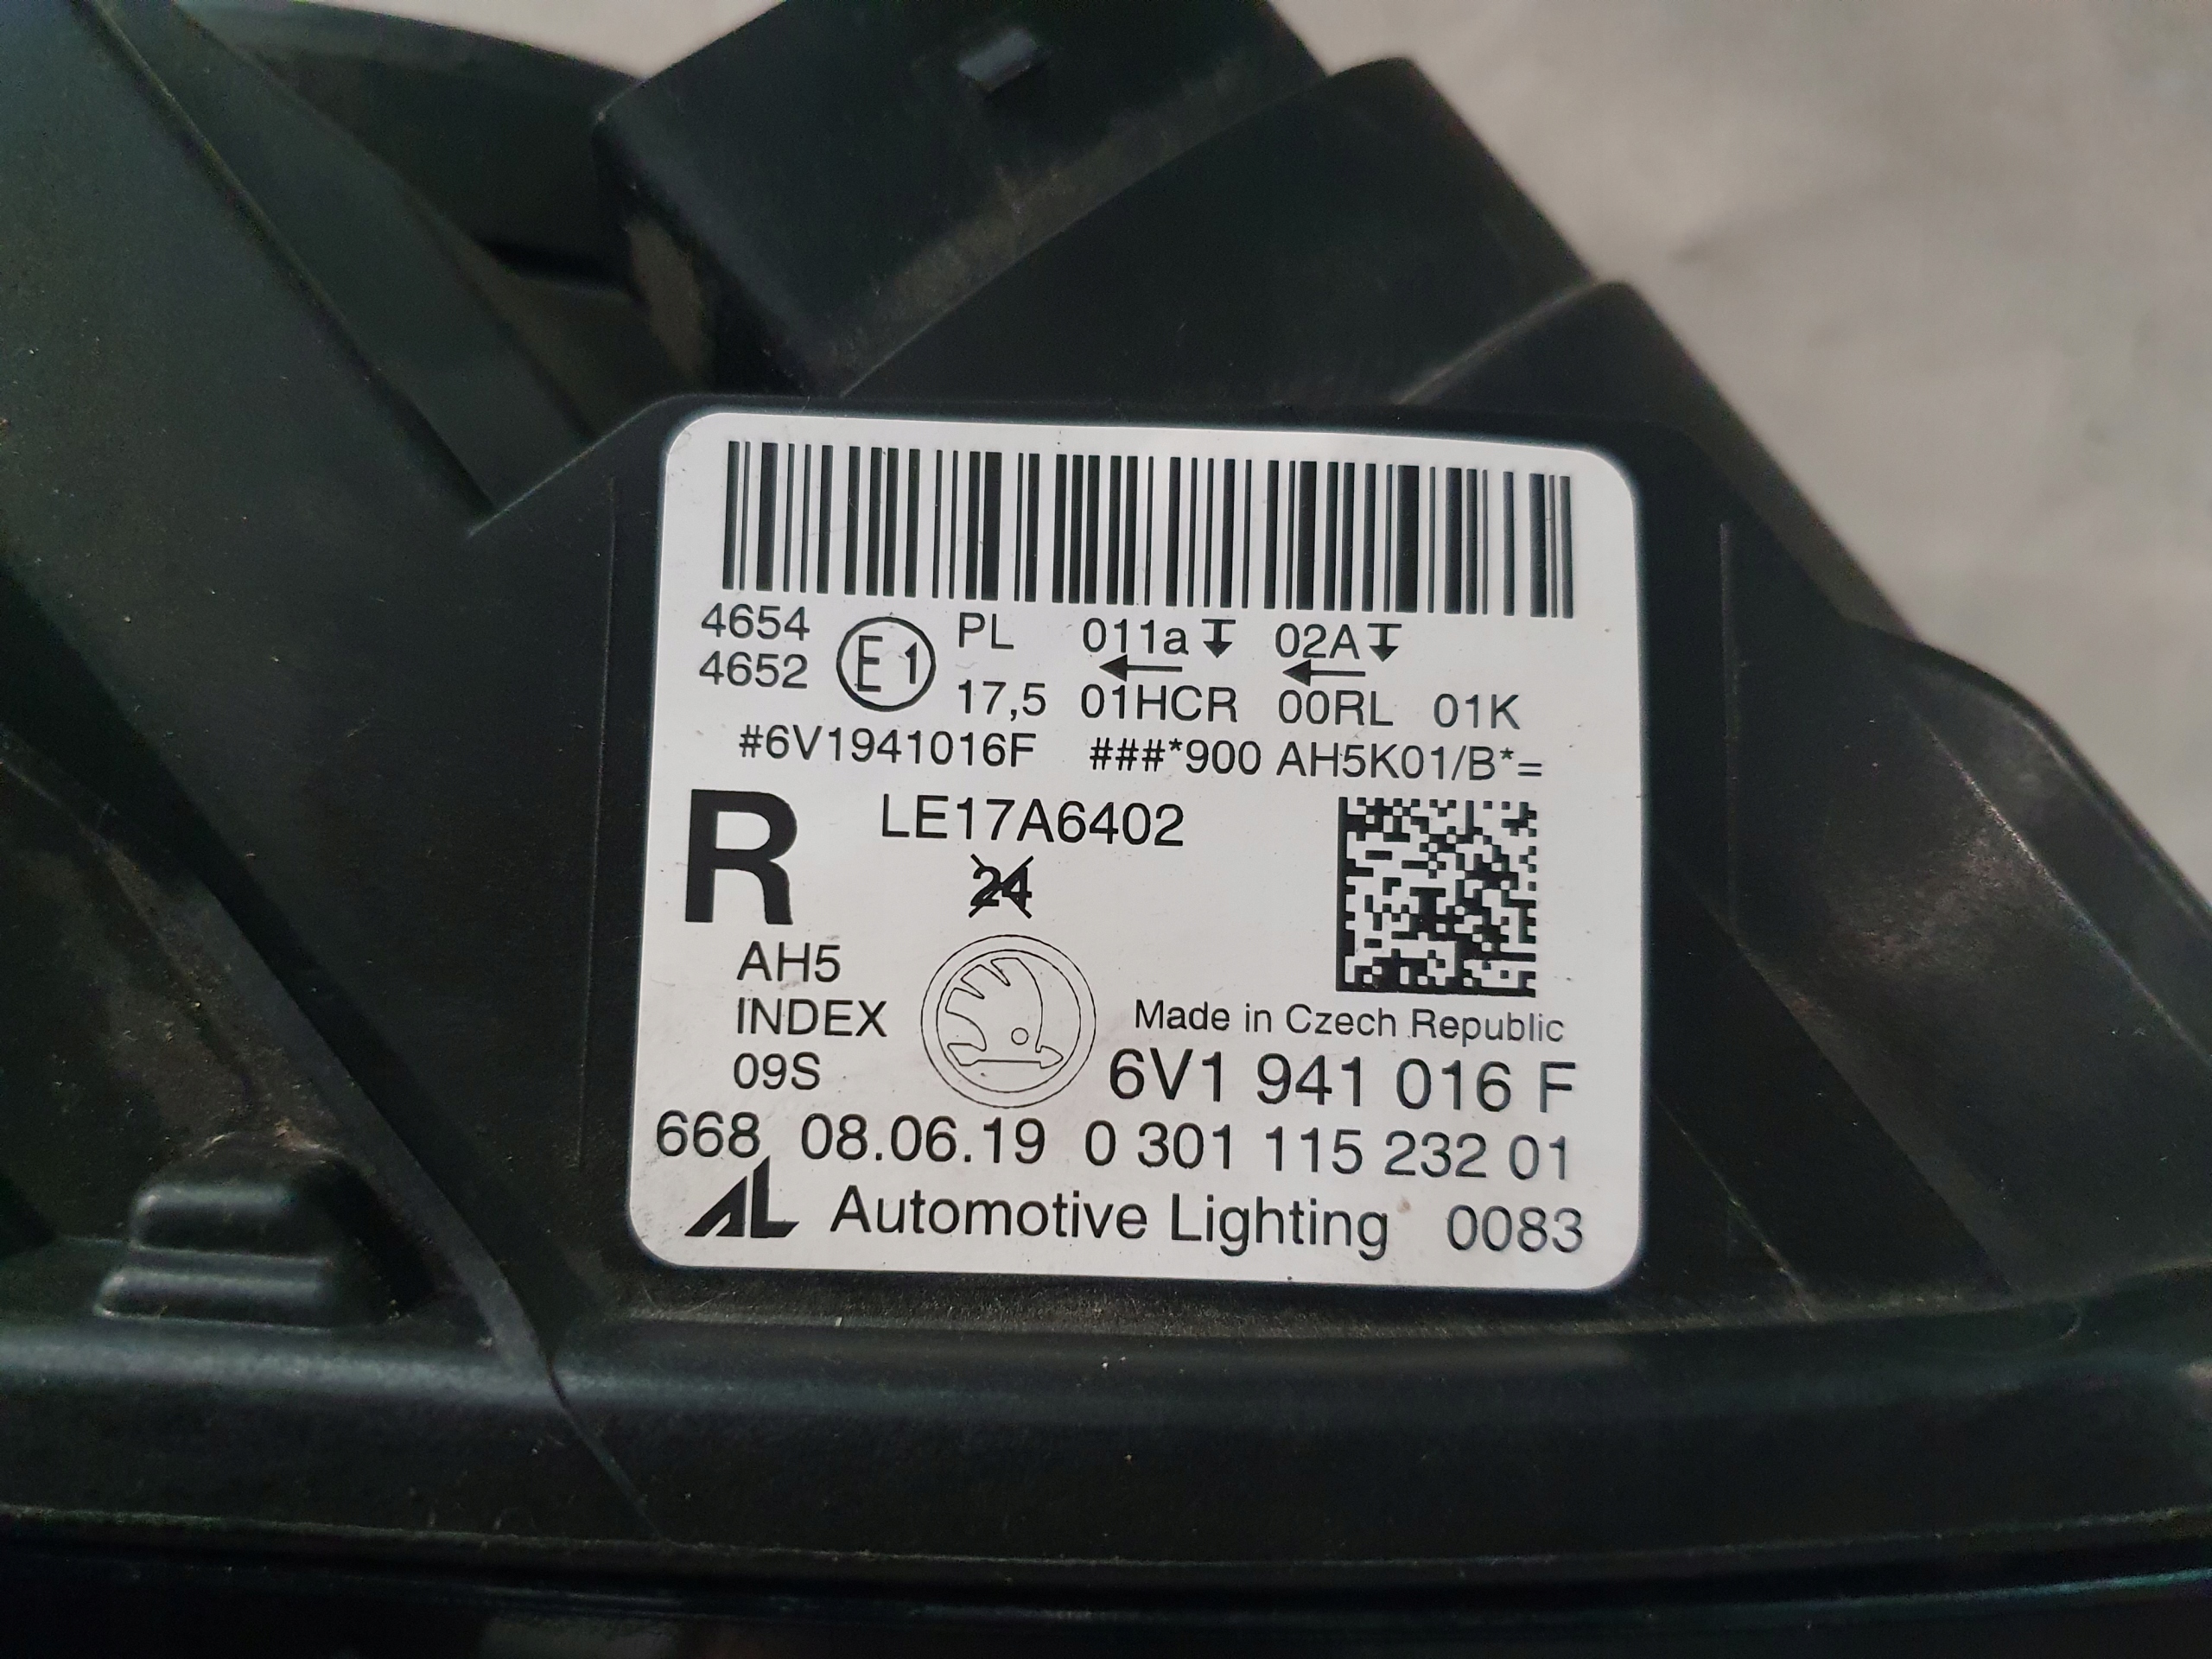 4654 E1 PL 011a 02A
4652 17,5 01HCR 00RL 01K
#6V1941016F ###*900 AH5K01/B*=
R LE17A6402
24
AH5
INDEX Made in Czech Republic
09S 6V1 941 016 F
668 08.06.19 0 301 115 232 01
AL Automotive Lighting 0083